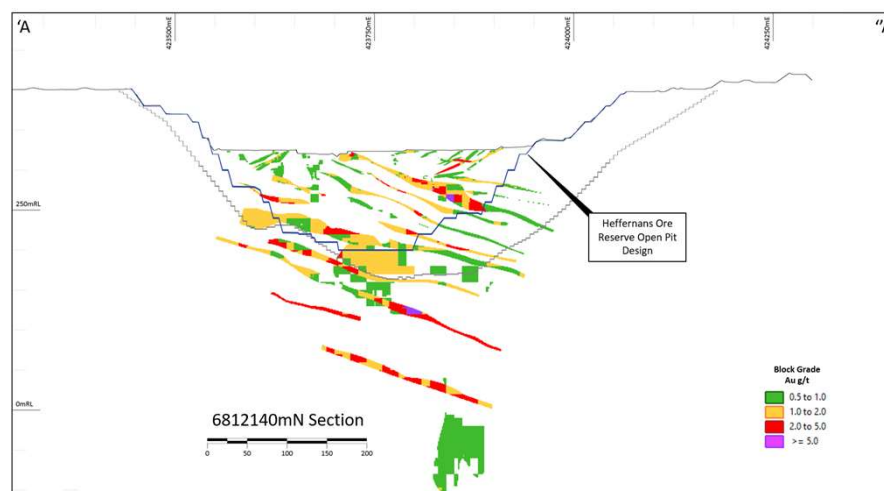 'A
423500mE
423750mE
424000mE
424250mE
250mRL
Heffernans Ore
Reserve Open Pit
Design
0mRL
6812140mN Section
0
50
100
150
200
Block Grade
Au g/t
0.5 to 1.0
1.0 to 2.0
2.0 to 5.0
>= 5.0